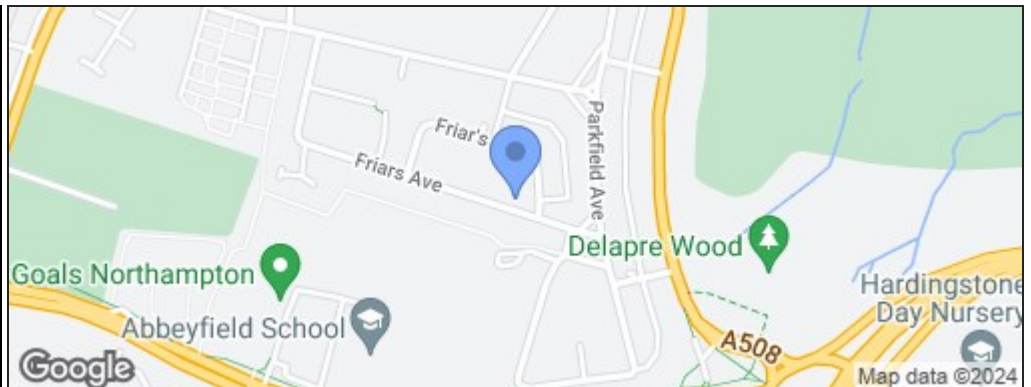 Friar's
Friars Ave
Parkfield Ave
Delapre Wood
Goals Northampton
Abbeyfield School
Hardingstone
Day Nursery
A508
Google
Map data ©2024